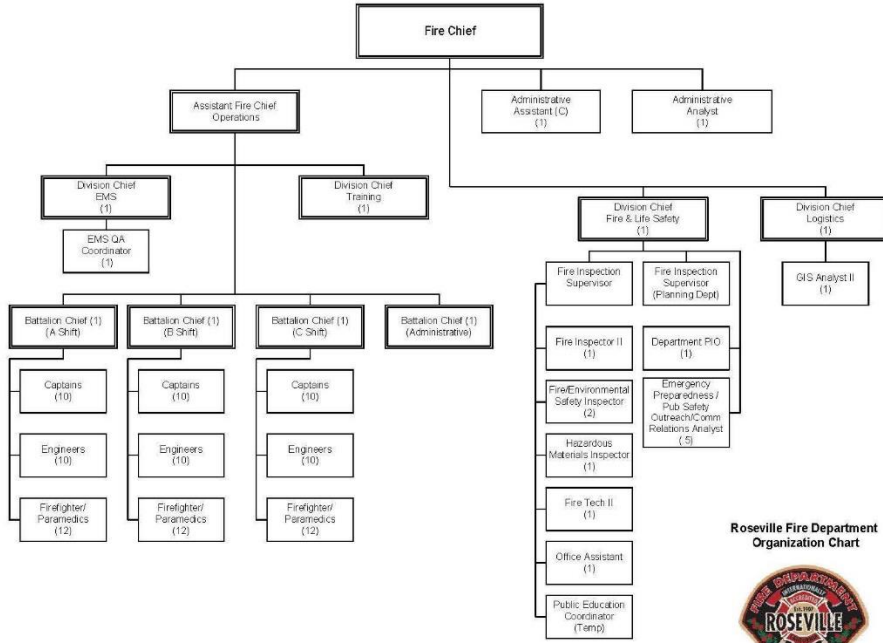 Fire Chief
Assistant Fire Chief
Operations
Administrative
Assistant (C)
(1)
Administrative
Analyst
(1)
Division Chief
EMS
(1)
Division Chief
Training
(1)
Division Chief
Fire & Life Safety
(1)
Division Chief
Logistics
(1)
EMS QA
Coordinator
(1)
Fire Inspection
Supervisor
Fire Inspection
Supervisor
(Planning Dept)
GIS Analyst II
(1)
Battalion Chief (1)
(A Shift)
Battalion Chief (1)
(B Shift)
Battalion Chief (1)
(C Shift)
Battalion Chief (1)
(Administrative)
Fire Inspector II
(1)
Department PIO
(1)
Captains
(10)
Captains
(10)
Captains
(10)
Fire/Environmental
Safety Inspector
(2)
Emergency
Preparedness /
Pub Safety
Outreach/Comm
Relations Analyst
(.5)
Engineers
(10)
Engineers
(10)
Engineers
(10)
Hazardous
Materials Inspector
(1)
Firefighter/
Paramedics
(12)
Firefighter/
Paramedics
(12)
Firefighter/
Paramedics
(12)
Fire Tech II
(1)
Office Assistant
(1)
Public Education
Coordinator
(Temp)
Roseville Fire Department
Organization Chart
FIRE DEPARTMENT
INTERNATIONALLY
ACCREDITED
Est. 1907
ROSEVILLE